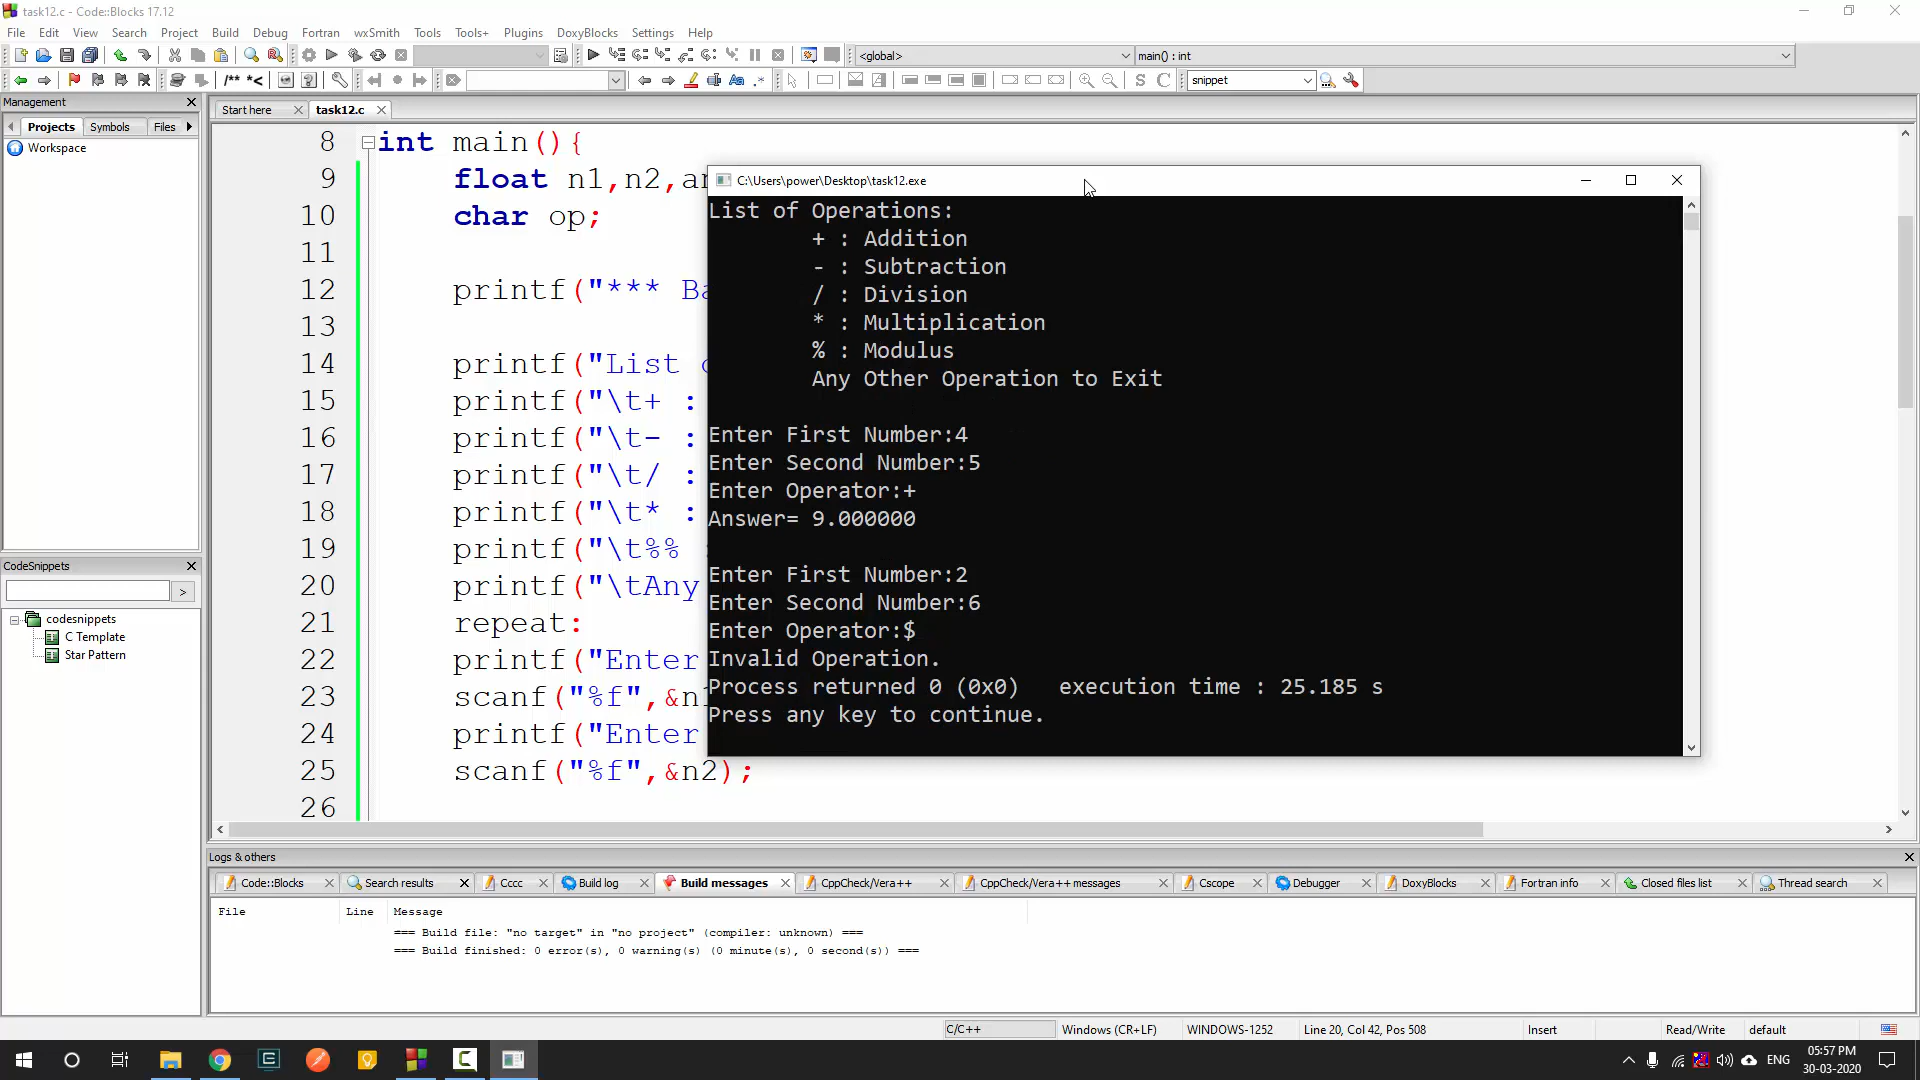 task12.c - Code::Blocks 17.12
File Edit View Search Project Build Debug Fortran wxSmith Tools Tools+ Plugins DoxyBlocks Settings Help
<global> main() : int
/** *< snippet
Management
Start here task12.c
Projects Symbols Files
Workspace
8 int main(){
9 float n1,n2,an
10 char op;
11
12 printf("*** Ba
13
14 printf("List o
15 printf("\t+ :
16 printf("\t- :
17 printf("\t/ :
18 printf("\t* :
19 printf("\t%% :
20 printf("\tAny
21 repeat:
22 printf("Enter
23 scanf("%f",&n1
24 printf("Enter
25 scanf("%f",&n2);
26
C:\Users\power\Desktop\task12.exe
List of Operations:
+ : Addition
- : Subtraction
/ : Division
* : Multiplication
% : Modulus
Any Other Operation to Exit
Enter First Number:4
Enter Second Number:5
Enter Operator:+
Answer= 9.000000
Enter First Number:2
Enter Second Number:6
Enter Operator:$
Invalid Operation.
Process returned 0 (0x0) execution time : 25.185 s
Press any key to continue.
CodeSnippets
>
codesnippets
C Template
Star Pattern
Logs & others
Code::Blocks Search results Cccc Build log Build messages CppCheck/Vera++ CppCheck/Vera++ messages Cscope Debugger DoxyBlocks Fortran info Closed files list Thread search
File Line Message
=== Build file: "no target" in "no project" (compiler: unknown) ===
=== Build finished: 0 error(s), 0 warning(s) (0 minute(s), 0 second(s)) ===
C/C++ Windows (CR+LF) WINDOWS-1252 Line 20, Col 42, Pos 508 Insert Read/Write default
ENG 05:57 PM
30-03-2020